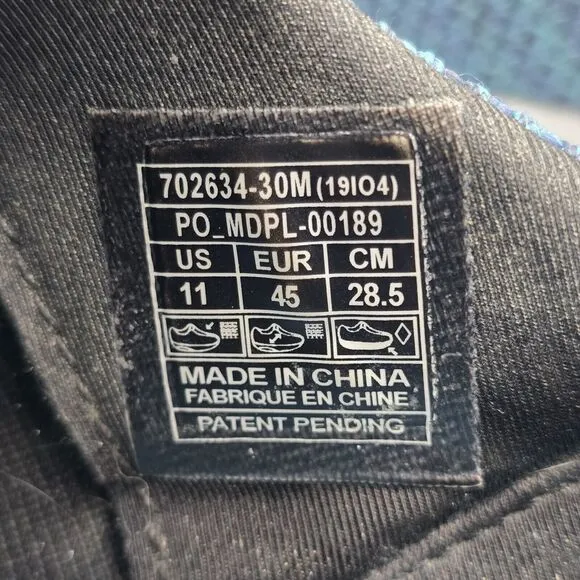 702634-30M (19IO4)
PO_MDPL-00189
US EUR CM
11 45 28.5
MADE IN CHINA
FABRIQUE EN CHINE
PATENT PENDING